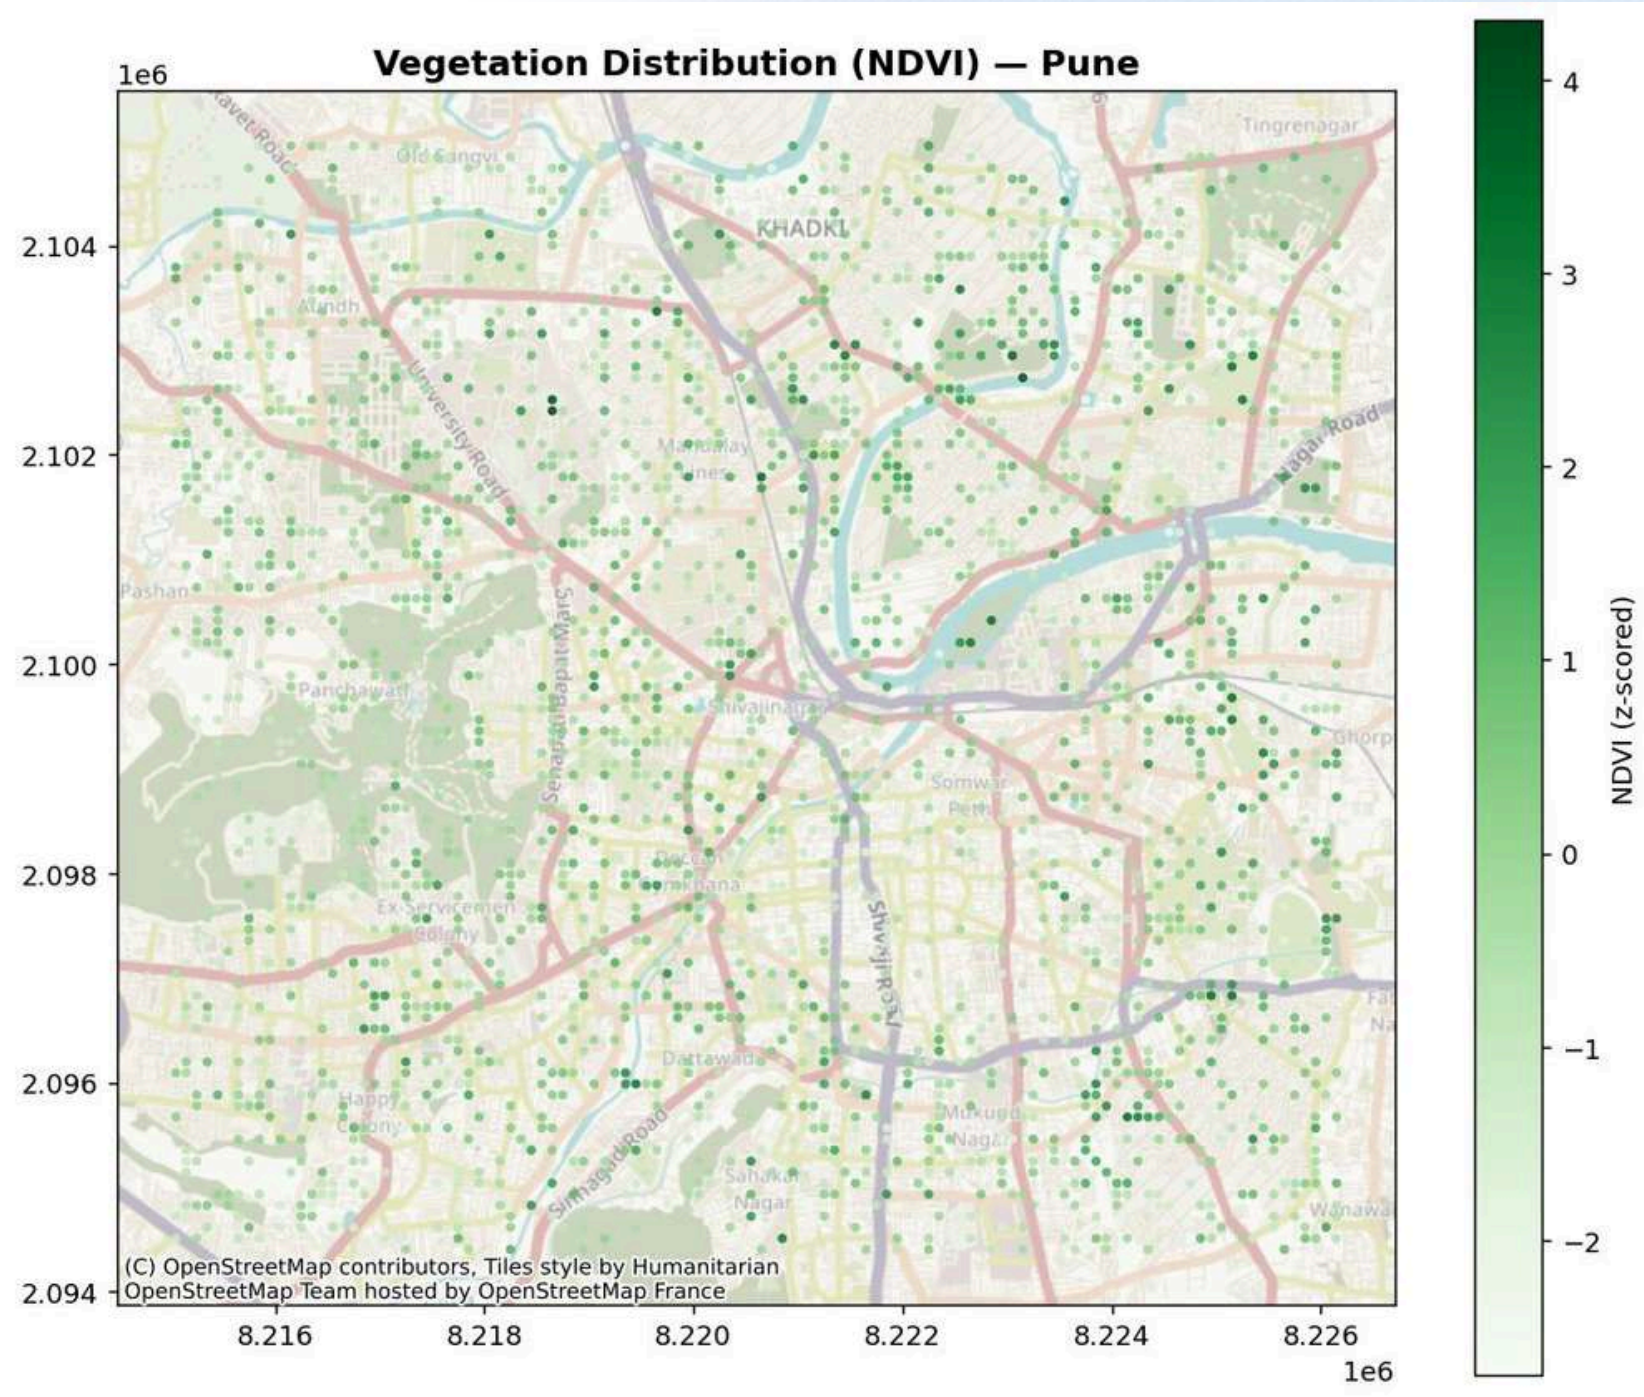 Vegetation Distribution (NDVI) — Pune
1e6
Tingrenagar
Old Sangvi
KHADKI
2.104
Aundh
University Road
Nagar Road
2.102
Pashan
Senapati Bapat Marg
2.100
Panchawati
Shivajinagar
Ghorp
Somwar
Peth
2.098
Ex-Servicemen
Colony
Shivaji Road
Dattawadi
2.096
Happy
Colony
Mukund
Nagar
Sinhagad Road
Sahakar
Nagar
Wanawa
(C) OpenStreetMap contributors, Tiles style by Humanitarian
OpenStreetMap Team hosted by OpenStreetMap France
2.094
8.216
8.218
8.220
8.222
8.224
8.226
1e6
4
3
2
1
0
−1
−2
NDVI (z-scored)